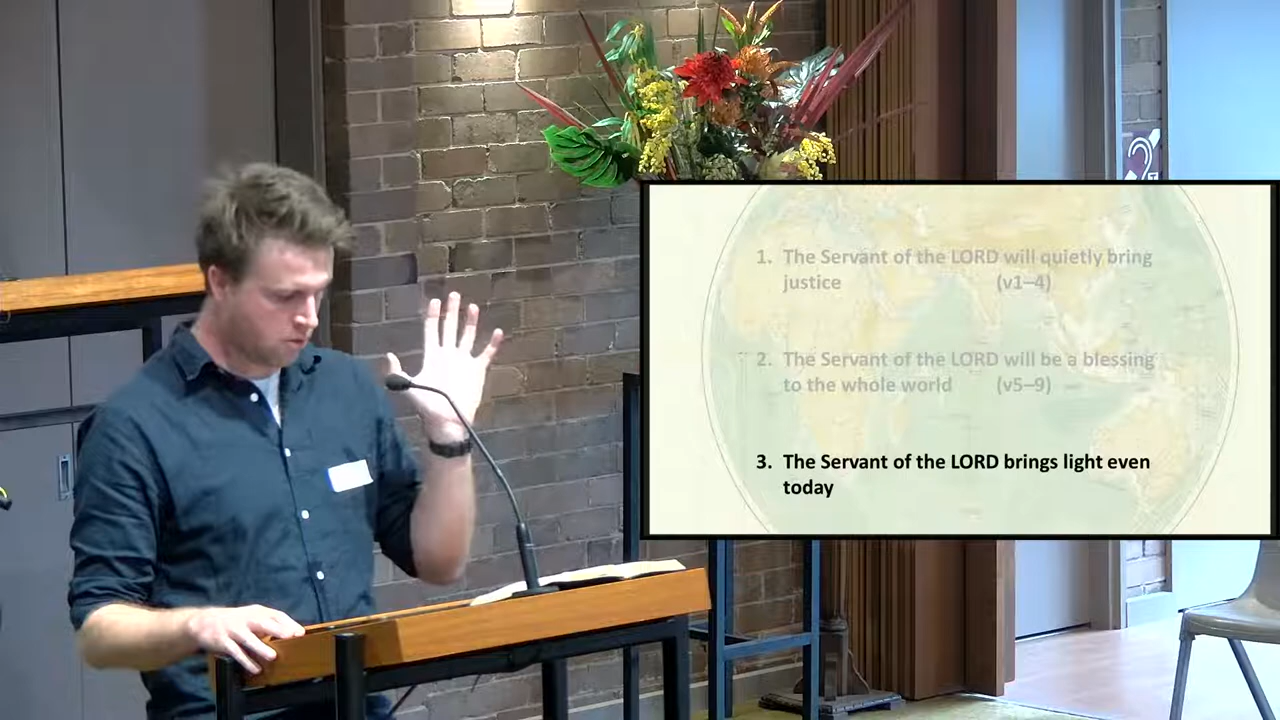 1. The Servant of the LORD will quietly bring
justice (v1–4)
2. The Servant of the LORD will be a blessing
to the whole world (v5–9)
3. The Servant of the LORD brings light even
today